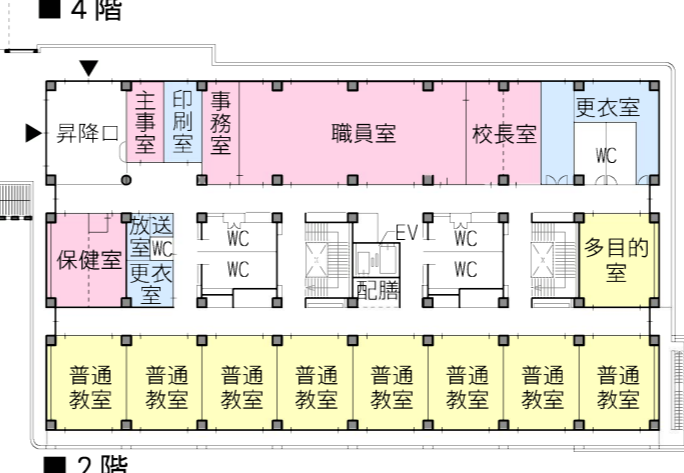 ■４階
昇降口
主事室
印刷室
事務室
職員室
校長室
更衣室
WC
保健室
放送室
WC
更衣室
WC
WC
EV
配膳
WC
WC
多目的室
普通教室
普通教室
普通教室
普通教室
普通教室
普通教室
普通教室
普通教室
■２階